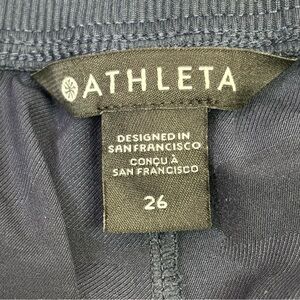 ATHLETA
DESIGNED IN
SAN FRANCISCO
CONÇU À
SAN FRANCISCO
26